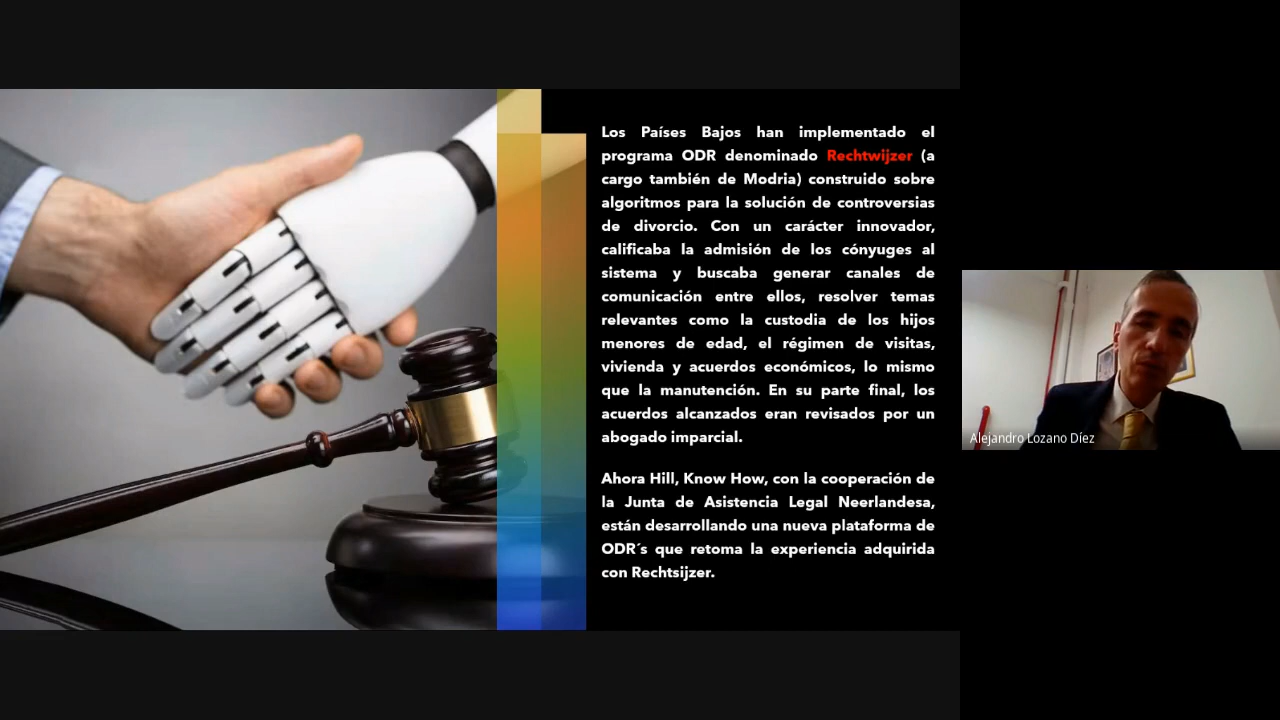 Los Países Bajos han implementado el
programa ODR denominado Rechtwijzer (a
cargo también de Modria) construido sobre
algoritmos para la solución de controversias
de divorcio. Con un carácter innovador,
calificaba la admisión de los cónyuges al
sistema y buscaba generar canales de
comunicación entre ellos, resolver temas
relevantes como la custodia de los hijos
menores de edad, el régimen de visitas,
vivienda y acuerdos económicos, lo mismo
que la manutención. En su parte final, los
acuerdos alcanzados eran revisados por un
abogado imparcial.
Ahora Hill, Know How, con la cooperación de
la Junta de Asistencia Legal Neerlandesa,
están desarrollando una nueva plataforma de
ODR´s que retoma la experiencia adquirida
con Rechtsijzer.
Alejandro Lozano Díez